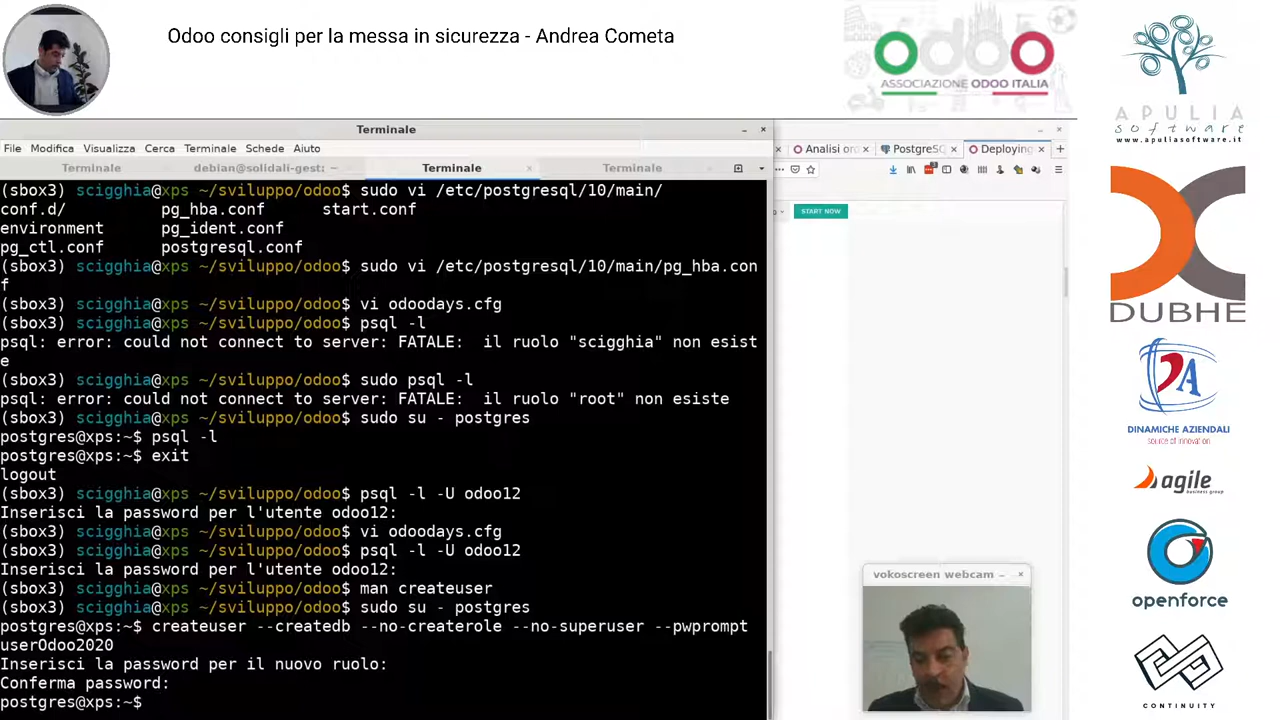 Odoo consigli per la messa in sicurezza - Andrea Cometa
odoo
ASSOCIAZIONE ODOO ITALIA
APULIA
software
www.apuliasoftware.it
DUBHE
DINAMICHE AZIENDALI
source of innovation
agile
business group
openforce
CONTINUITY
Terminale
File Modifica Visualizza Cerca Terminale Schede Aiuto
Terminale
debian@solidali-gest: ~
Terminale
Terminale
(sbox3) scigghia@xps ~/sviluppo/odoo$ sudo vi /etc/postgresql/10/main/
conf.d/ pg_hba.conf start.conf
environment pg_ident.conf
pg_ctl.conf postgresql.conf
(sbox3) scigghia@xps ~/sviluppo/odoo$ sudo vi /etc/postgresql/10/main/pg_hba.con
f
(sbox3) scigghia@xps ~/sviluppo/odoo$ vi odoodays.cfg
(sbox3) scigghia@xps ~/sviluppo/odoo$ psql -l
psql: error: could not connect to server: FATALE: il ruolo "scigghia" non esist
e
(sbox3) scigghia@xps ~/sviluppo/odoo$ sudo psql -l
psql: error: could not connect to server: FATALE: il ruolo "root" non esiste
(sbox3) scigghia@xps ~/sviluppo/odoo$ sudo su - postgres
postgres@xps:~$ psql -l
postgres@xps:~$ exit
logout
(sbox3) scigghia@xps ~/sviluppo/odoo$ psql -l -U odoo12
Inserisci la password per l'utente odoo12:
(sbox3) scigghia@xps ~/sviluppo/odoo$ vi odoodays.cfg
(sbox3) scigghia@xps ~/sviluppo/odoo$ psql -l -U odoo12
Inserisci la password per l'utente odoo12:
(sbox3) scigghia@xps ~/sviluppo/odoo$ man createuser
(sbox3) scigghia@xps ~/sviluppo/odoo$ sudo su - postgres
postgres@xps:~$ createuser --createdb --no-createrole --no-superuser --pwprompt
userOdoo2020
Inserisci la password per il nuovo ruolo:
Conferma password:
postgres@xps:~$
Analisi or
PostgreSQ
Deploying
START NOW
vokoscreen webcam